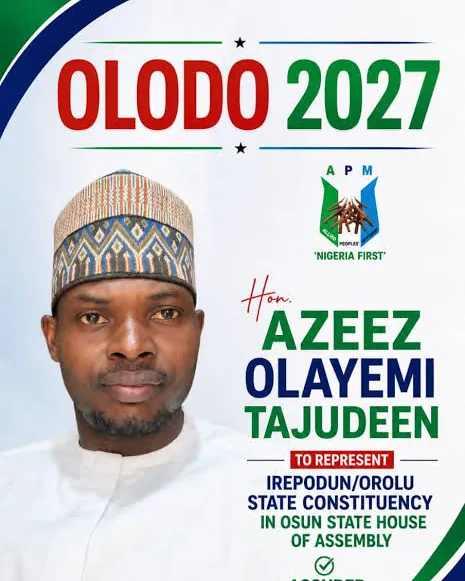 OLODO 2027
A P M
ALLIED PEOPLES'
'NIGERIA FIRST'
Hon.
AZEEZ
OLAYEMI
TAJUDEEN
TO REPRESENT
IREPODUN/OROLU
STATE CONSTITUENCY
IN OSUN STATE HOUSE
OF ASSEMBLY